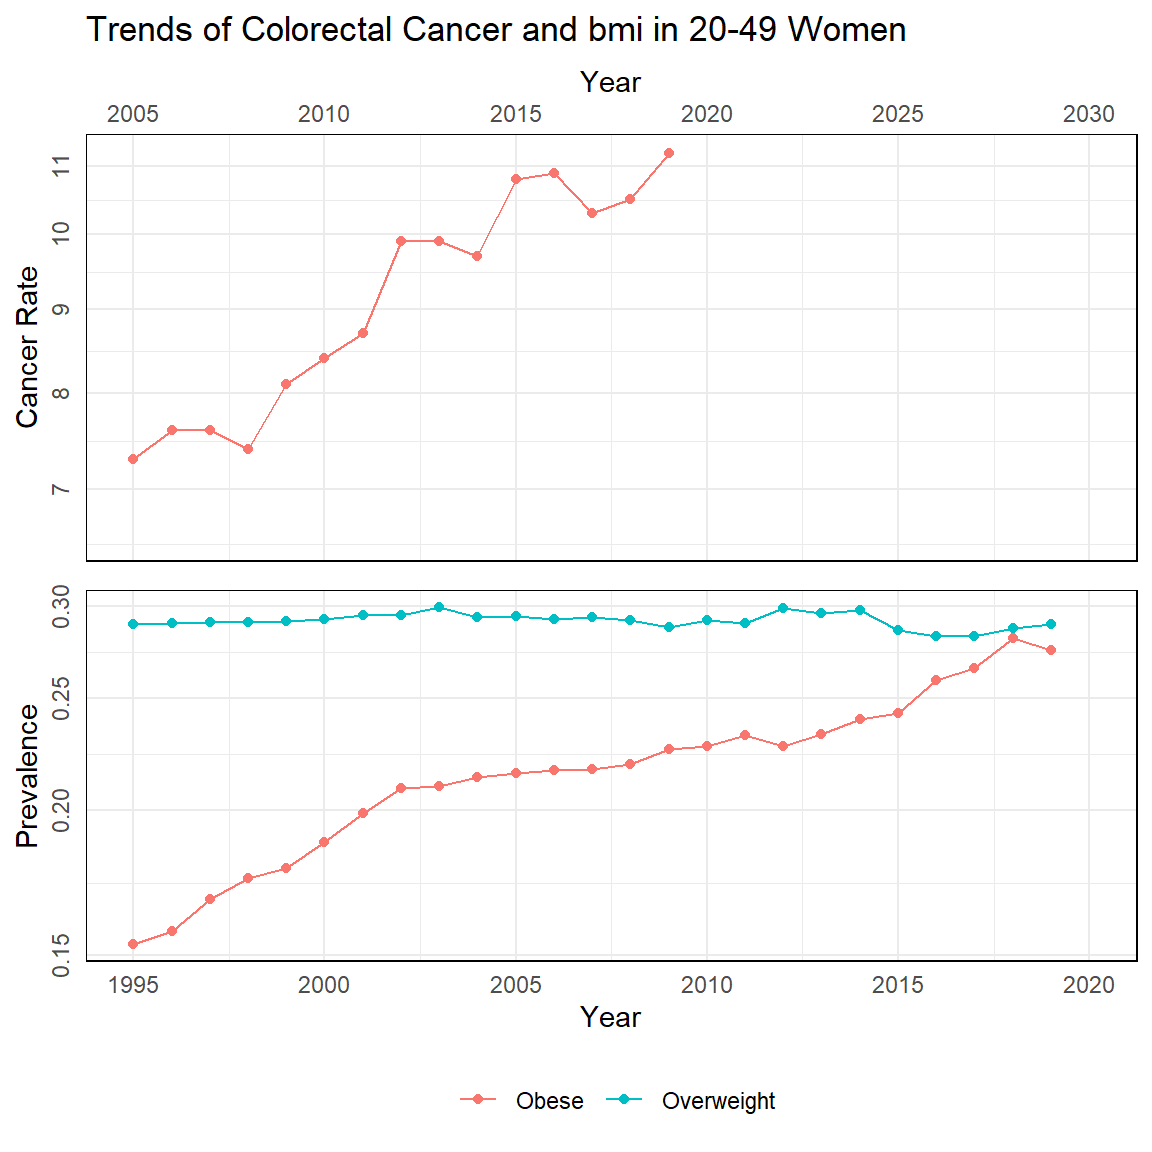 Trends of Colorectal Cancer and bmi in 20-49 Women
Year
2005 2010 2015 2020 2025 2030
Cancer Rate
11
10
9
8
7
Prevalence
0.30
0.25
0.20
0.15
1995 2000 2005 2010 2015 2020
Year
Obese Overweight